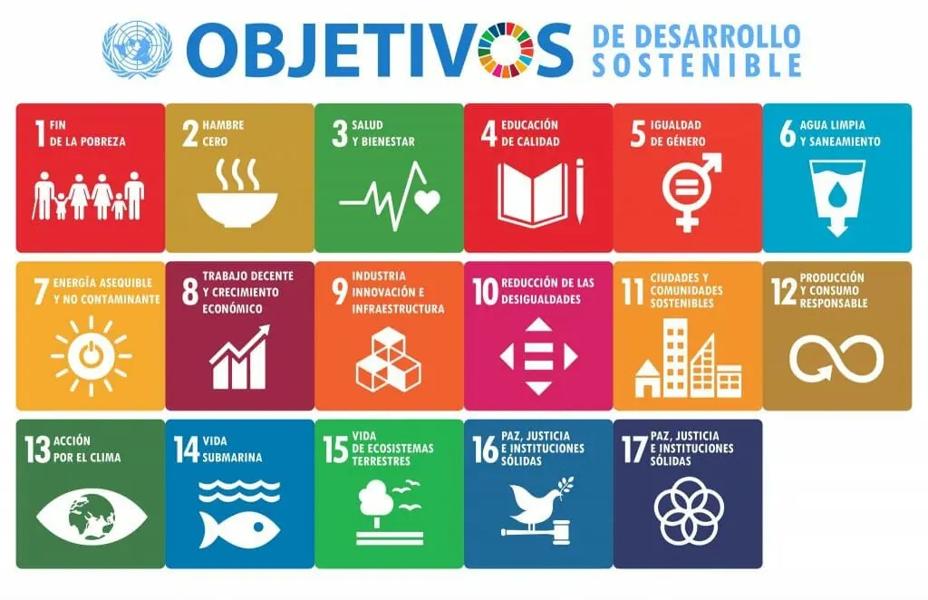 OBJETIVOS DE DESARROLLO
SOSTENIBLE
1 FIN
DE LA POBREZA
2 HAMBRE
CERO
3 SALUD
Y BIENESTAR
4 EDUCACIÓN
DE CALIDAD
5 IGUALDAD
DE GÉNERO
6 AGUA LIMPIA
Y SANEAMIENTO
7 ENERGÍA ASEQUIBLE
Y NO CONTAMINANTE
8 TRABAJO DECENTE
Y CRECIMIENTO
ECONÓMICO
9 INDUSTRIA
INNOVACIÓN E
INFRAESTRUCTURA
10 REDUCCIÓN DE LAS
DESIGUALDADES
11 CIUDADES Y
COMUNIDADES
SOSTENIBLES
12 PRODUCCIÓN
Y CONSUMO
RESPONSABLE
13 ACCIÓN
POR EL CLIMA
14 VIDA
SUBMARINA
15 VIDA
DE ECOSISTEMAS
TERRESTRES
16 PAZ, JUSTICIA
E INSTITUCIONES
SÓLIDAS
17 PAZ, JUSTICIA
E INSTITUCIONES
SÓLIDAS